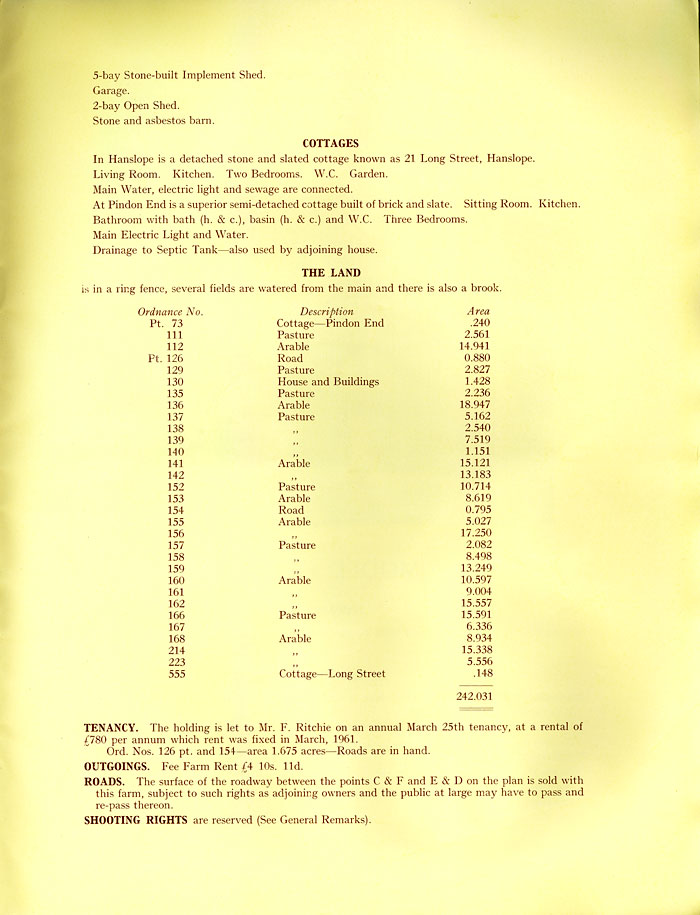 5-bay Stone-built Implement Shed.
Garage.
2-bay Open Shed.
Stone and asbestos barn.
COTTAGES
In Hanslope is a detached stone and slated cottage known as 21 Long Street, Hanslope.
Living Room. Kitchen. Two Bedrooms. W.C. Garden.
Main Water, electric light and sewage are connected.
At Pindon End is a superior semi-detached cottage built of brick and slate. Sitting Room. Kitchen.
Bathroom with bath (h. & c.), basin (h. & c.) and W.C. Three Bedrooms.
Main Electric Light and Water.
Drainage to Septic Tank—also used by adjoining house.
THE LAND
is in a ring fence, several fields are watered from the main and there is also a brook.
Ordnance No. Description Area
Pt. 73 Cottage—Pindon End .240
111 Pasture 2.561
112 Arable 14.941
Pt. 126 Road 0.880
129 Pasture 2.827
130 House and Buildings 1.428
135 Pasture 2.236
136 Arable 18.947
137 Pasture 5.162
138 ,, 2.540
139 ,, 7.519
140 ,, 1.151
141 Arable 15.121
142 ,, 13.183
152 Pasture 10.714
153 Arable 8.619
154 Road 0.795
155 Arable 5.027
156 ,, 17.250
157 Pasture 2.082
158 ,, 8.498
159 ,, 13.249
160 Arable 10.597
161 ,, 9.004
162 ,, 15.557
166 Pasture 15.591
167 ,, 6.336
168 Arable 8.934
214 ,, 15.338
223 ,, 5.556
555 Cottage—Long Street .148
242.031
TENANCY. The holding is let to Mr. F. Ritchie on an annual March 25th tenancy, at a rental of
£780 per annum which rent was fixed in March, 1961.
Ord. Nos. 126 pt. and 154—area 1.675 acres—Roads are in hand.
OUTGOINGS. Fee Farm Rent £4 10s. 11d.
ROADS. The surface of the roadway between the points C & F and E & D on the plan is sold with
this farm, subject to such rights as adjoining owners and the public at large may have to pass and
re-pass thereon.
SHOOTING RIGHTS are reserved (See General Remarks).